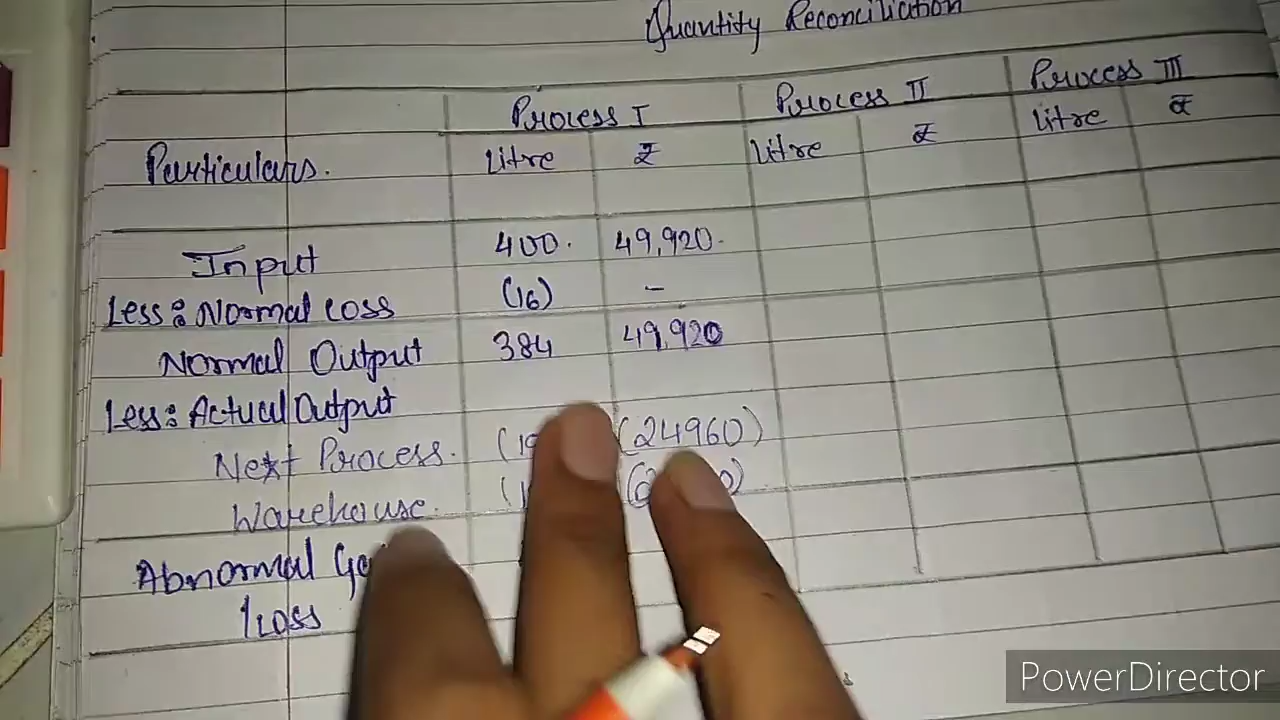 Quantity Reconciliation
Particulars. Process I Process II Process III
Litre ₹ Litre ₹ Litre ₹
Input 400. 49,920.
Less: Normal Loss (16) -
Normal Output 384 49,920
Less: Actual Output
Next Process. (24960)
Warehouse.
Abnormal
/Loss
PowerDirector